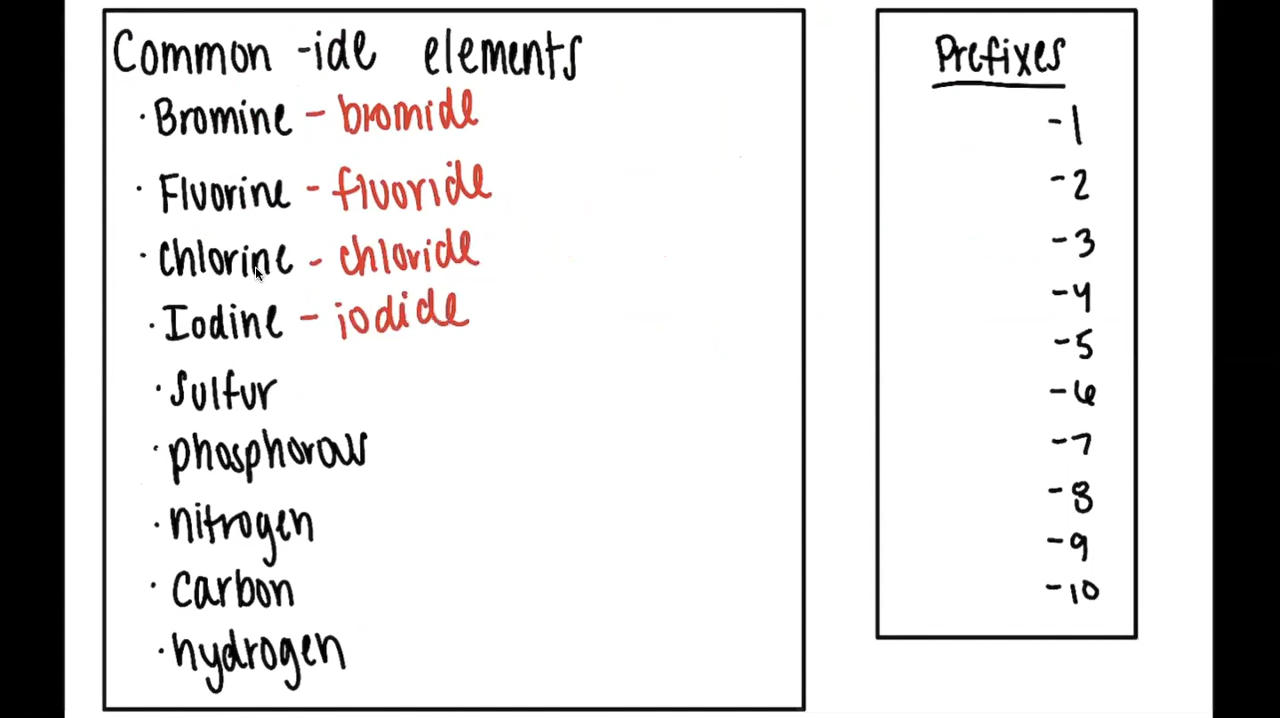 Common -ide elements
· Bromine - bromide
· Fluorine - fluoride
· Chlorine - chloride
· Iodine - iodide
· sulfur
· phosphorous
· nitrogen
· carbon
· hydrogen
Prefixes
-1
-2
-3
-4
-5
-6
-7
-8
-9
-10